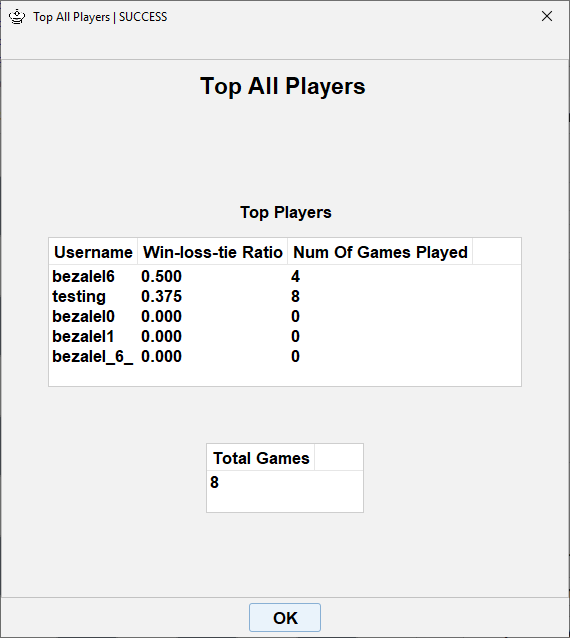 Top All Players | SUCCESS
Top All Players
Top Players
Username Win-loss-tie Ratio Num Of Games Played
bezalel6 0.500 4
testing 0.375 8
bezalel0 0.000 0
bezalel1 0.000 0
bezalel_6_ 0.000 0
Total Games
8
OK